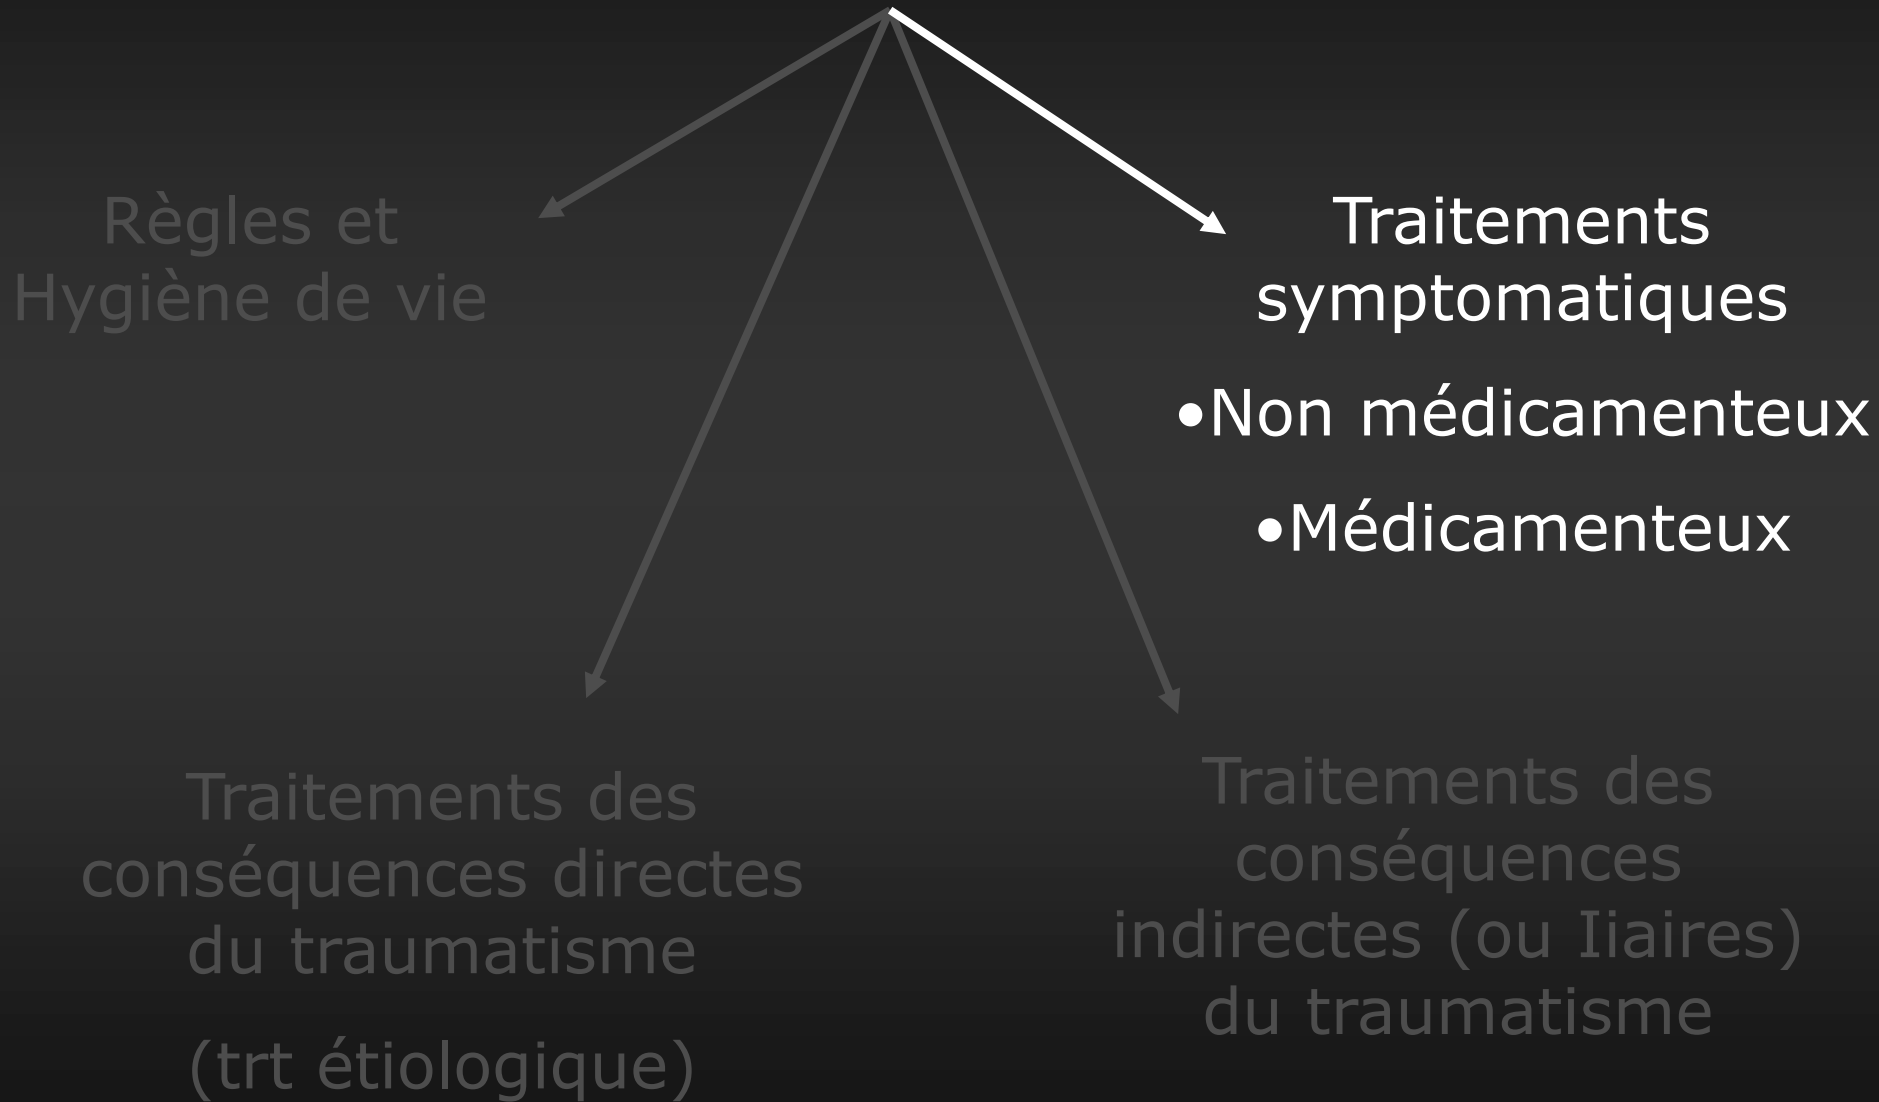 Règles et
Hygiène de vie
Traitements
symptomatiques
•Non médicamenteux
•Médicamenteux
Traitements des
conséquences directes
du traumatisme
(trt étiologique)
Traitements des
conséquences
indirectes (ou Iiaires)
du traumatisme